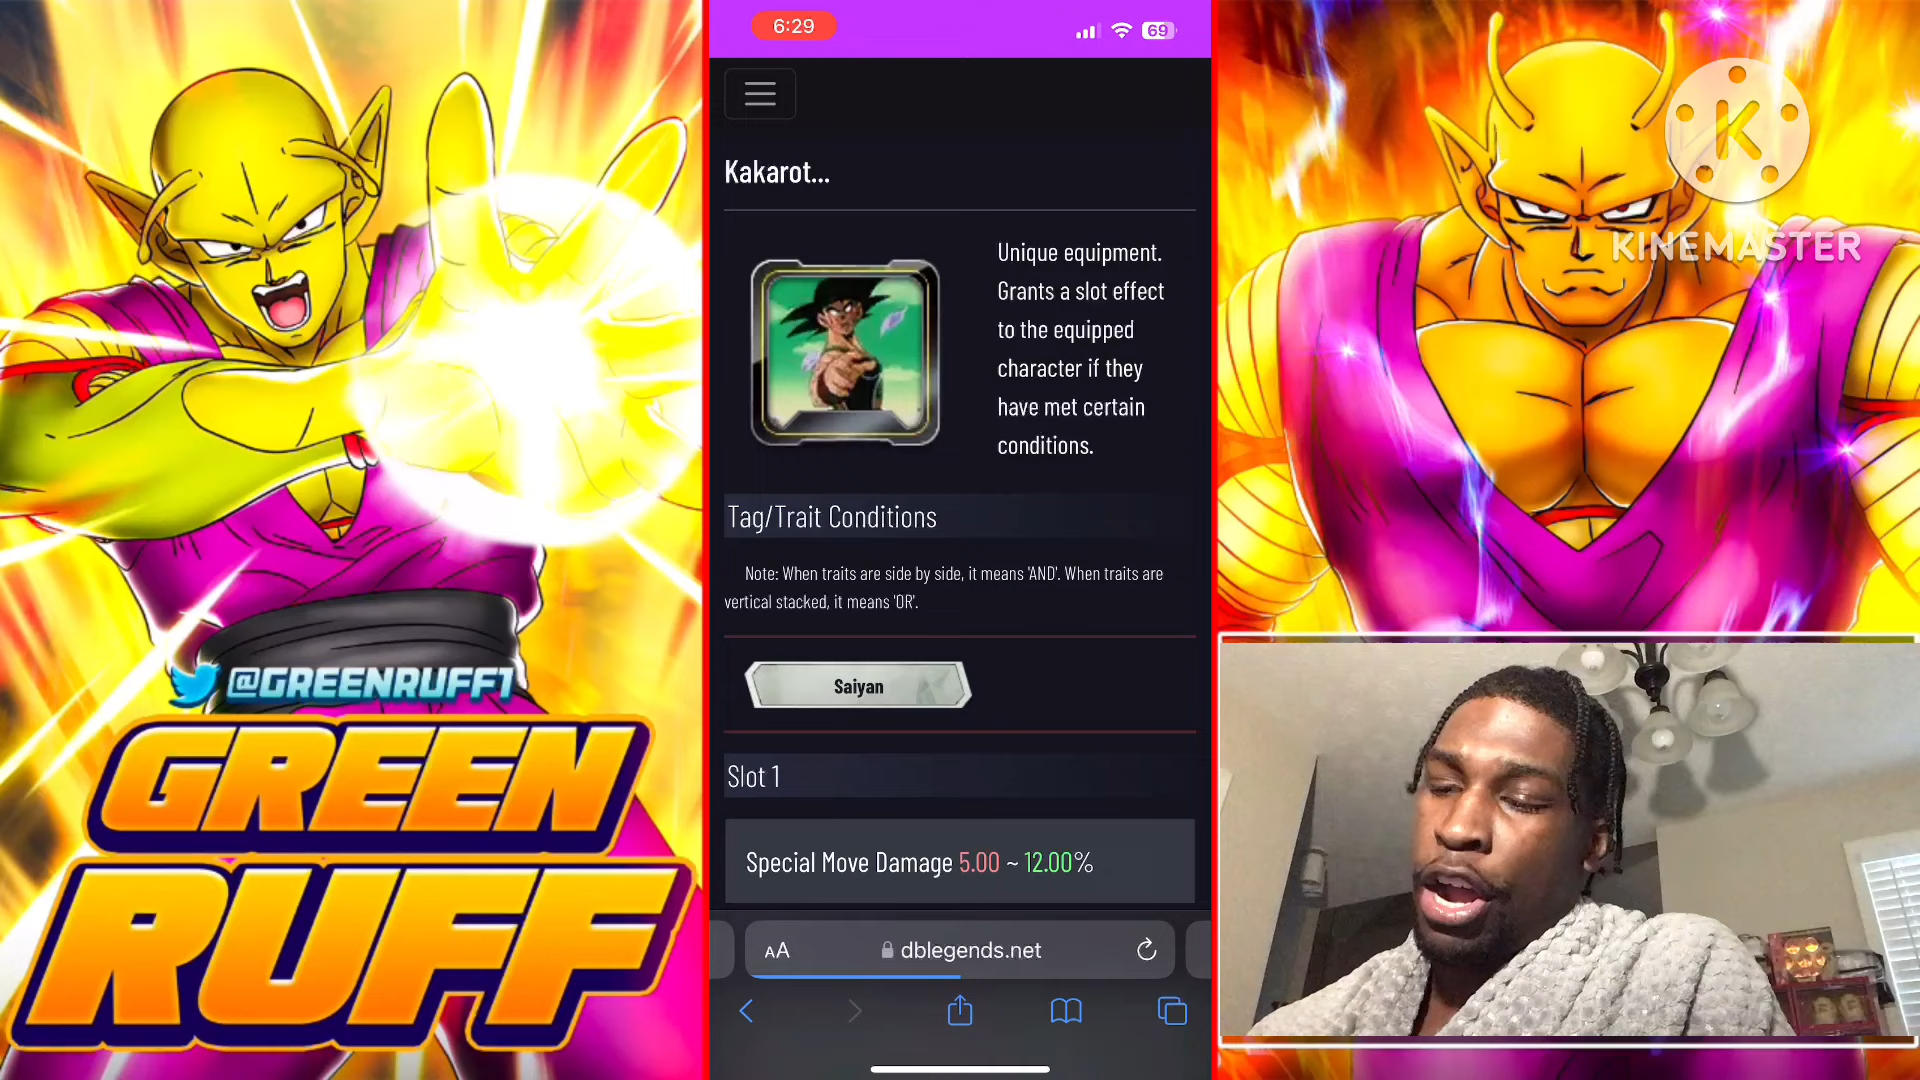 6:29
69
Kakarot...
Unique equipment.
Grants a slot effect
to the equipped
character if they
have met certain
conditions.
Tag/Trait Conditions
Note: When traits are side by side, it means 'AND'. When traits are
vertical stacked, it means 'OR'.
Saiyan
Slot 1
Special Move Damage 5.00 ~ 12.00%
AA
dblegends.net
@GREENRUFF1
GREEN
RUFF
K
KINEMASTER